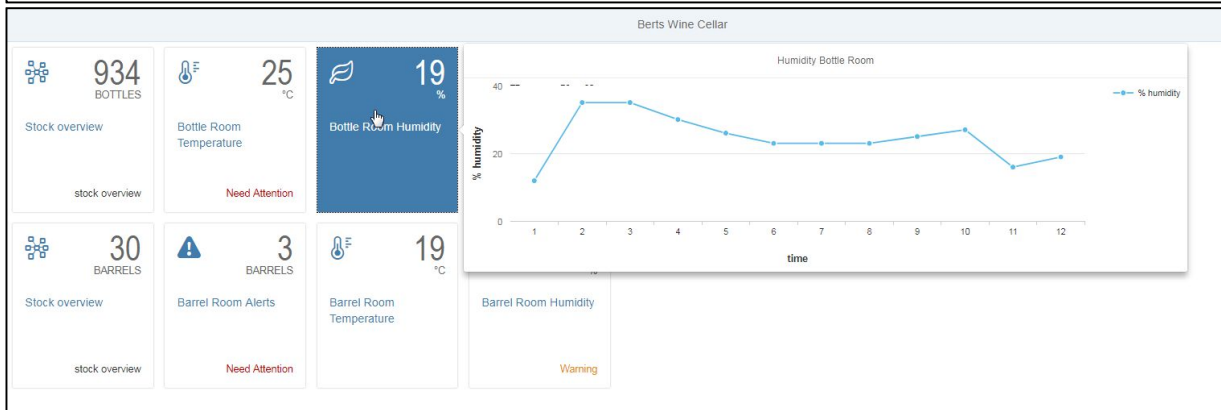 Berts Wine Cellar
934
BOTTLES
Stock overview
stock overview
25
°C
Bottle Room
Temperature
Need Attention
19
%
Bottle Room Humidity
Humidity Bottle Room
40
20
0
% humidity
1 2 3 4 5 6 7 8 9 10 11 12
time
% humidity
30
BARRELS
Stock overview
stock overview
3
BARRELS
Barrel Room Alerts
Need Attention
19
°C
Barrel Room
Temperature
Barrel Room Humidity
Warning